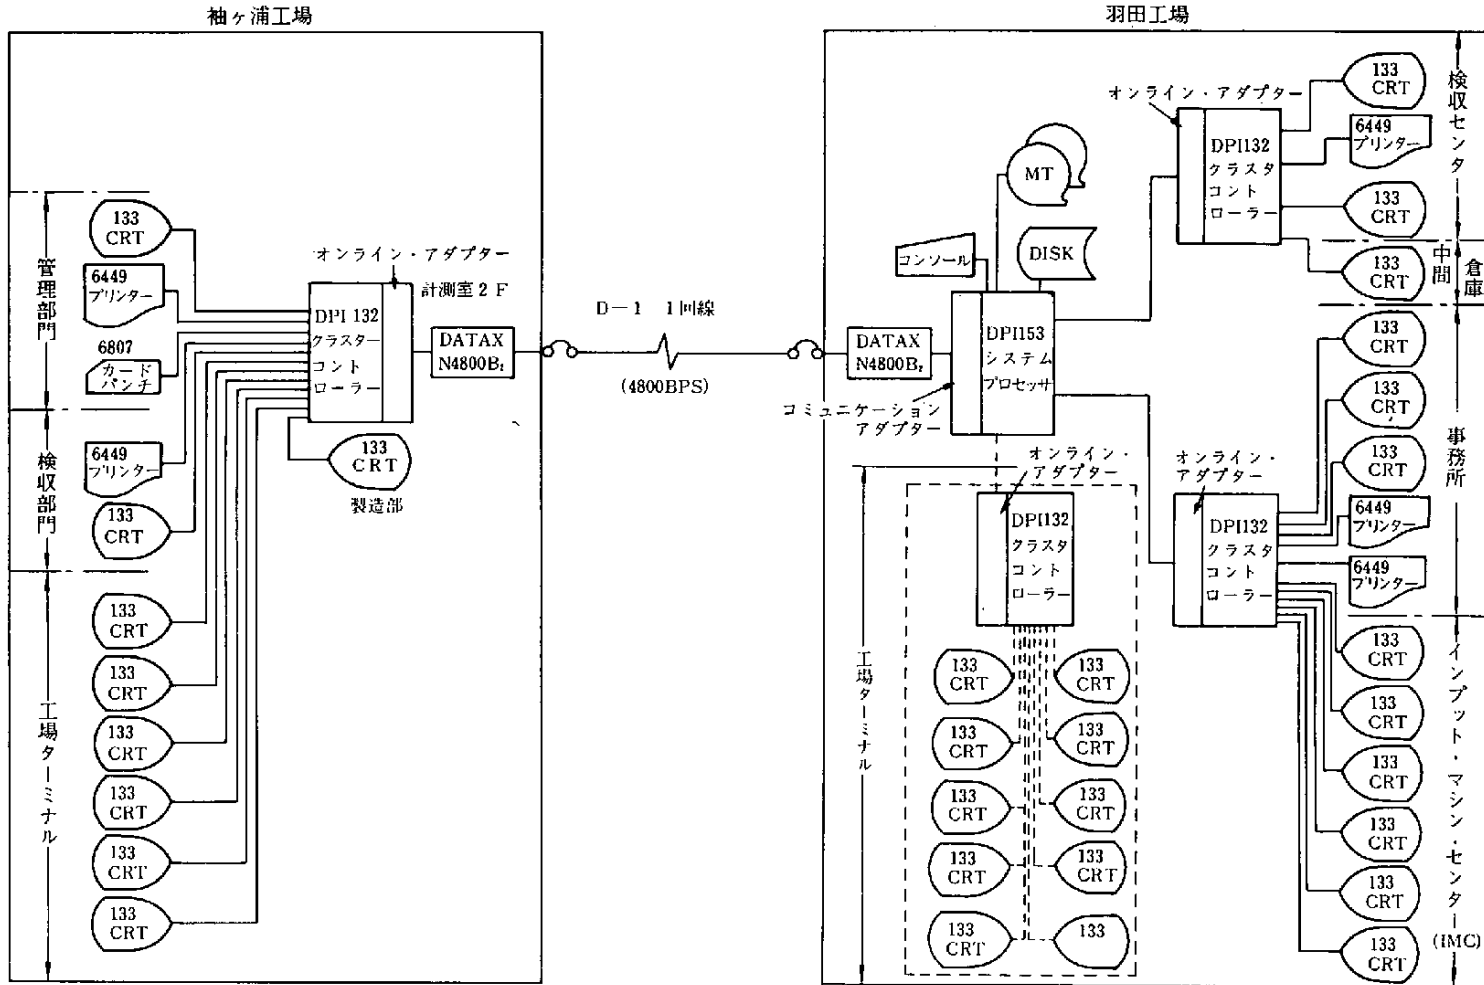 袖ヶ浦工場
管理部門
検収部門
工場ターミナル
133
CRT
6449
プリンター
6807
カード
パンチ
6449
プリンター
133
CRT
133
CRT
133
CRT
133
CRT
133
CRT
133
CRT
133
CRT
オンライン・アダプター
計測室2F
DPI 132
クラスター
コント
ローラー
133
CRT
製造部
DATAX
N4800B₂
D－1 1回線
(4800BPS)
羽田工場
DATAX
N4800B₂
コミュニケーション
アダプター
コンソール
MT
DISK
DPI153
システム
プロセッサ
オンライン・アダプター
DPI132
クラスタ
コント
ローラー
133
CRT
6449
プリンター
133
CRT
133
CRT
検収センター
中間
倉庫
オンライン・
アダプター
DPI132
クラスタ
コント
ローラー
工場ターミナル
133
CRT
133
CRT
133
CRT
133
CRT
133
CRT
133
CRT
133
CRT
133
CRT
133
CRT
133
オンライン・
アダプター
DPI132
クラスタ
コント
ローラー
133
CRT
133
CRT
133
CRT
6449
プリンター
6449
プリンター
事務所
133
CRT
133
CRT
133
CRT
133
CRT
133
CRT
133
CRT
インプット・マシン・センター
(IMC)